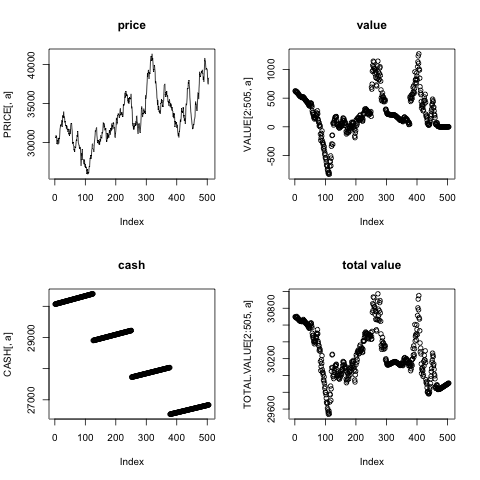 price
PRICE[, a]
30000 35000 40000
0 100 200 300 400 500
Index
value
VALUE[2:505, a]
-500 0 500 1000
0 100 200 300 400 500
Index
cash
CASH[, a]
27000 29000
0 100 200 300 400 500
Index
total value
TOTAL.VALUE[2:505, a]
29600 30200 30800
0 100 200 300 400 500
Index